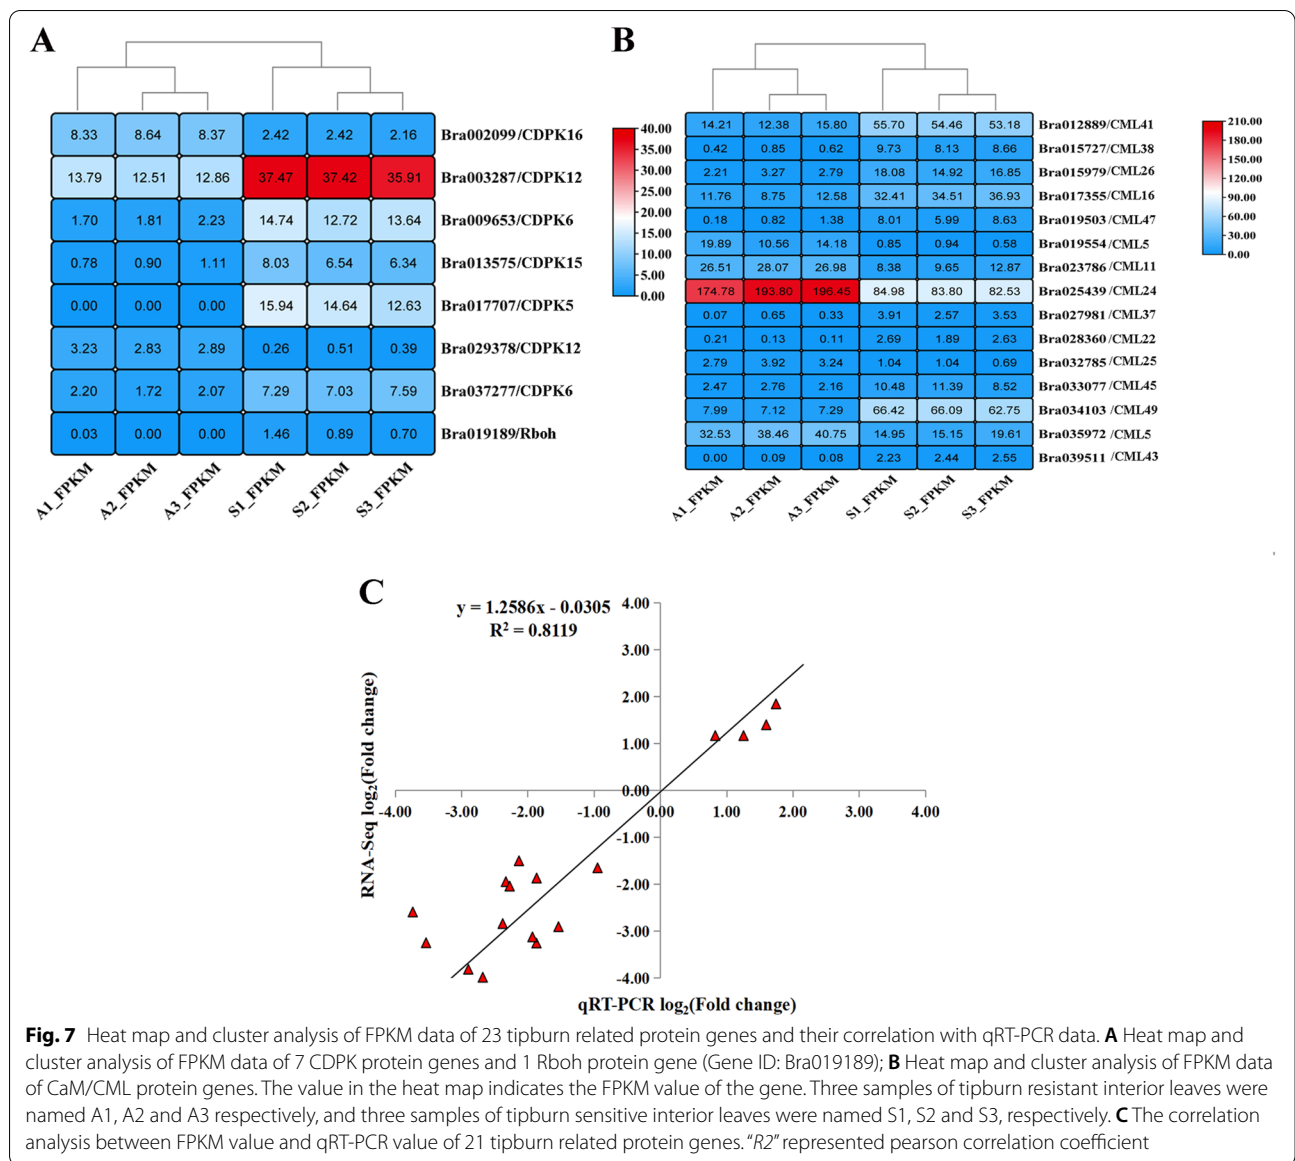 A
8.33 8.64 8.37 2.42 2.42 2.16 Bra002099/CDPK16
13.79 12.51 12.86 37.47 37.42 35.91 Bra003287/CDPK12
1.70 1.81 2.23 14.74 12.72 13.64 Bra009653/CDPK6
0.78 0.90 1.11 8.03 6.54 6.34 Bra013575/CDPK15
0.00 0.00 0.00 15.94 14.64 12.63 Bra017707/CDPK5
3.23 2.83 2.89 0.26 0.51 0.39 Bra029378/CDPK12
2.20 1.72 2.07 7.29 7.03 7.59 Bra037277/CDPK6
0.03 0.00 0.00 1.46 0.89 0.70 Bra019189/Rboh
A1_FPKM A2_FPKM A3_FPKM S1_FPKM S2_FPKM S3_FPKM
40.00
35.00
30.00
25.00
20.00
15.00
10.00
5.00
0.00
B
14.21 12.38 15.80 55.70 54.46 53.18 Bra012889/CML41
0.42 0.85 0.62 9.73 8.13 8.66 Bra015727/CML38
2.21 3.27 2.79 18.08 14.92 16.85 Bra015979/CML26
11.76 8.75 12.58 32.41 34.51 36.93 Bra017355/CML16
0.18 0.82 1.38 8.01 5.99 8.63 Bra019503/CML47
19.89 10.56 14.18 0.85 0.94 0.58 Bra019554/CML5
26.51 28.07 26.98 8.38 9.65 12.87 Bra023786/CML11
174.78 193.80 196.45 84.98 83.80 82.53 Bra025439/CML24
0.07 0.65 0.33 3.91 2.57 3.53 Bra027981/CML37
0.21 0.13 0.11 2.69 1.89 2.63 Bra028360/CML22
2.79 3.92 3.24 1.04 1.04 0.69 Bra032785/CML25
2.47 2.76 2.16 10.48 11.39 8.52 Bra033077/CML45
7.99 7.12 7.29 66.42 66.09 62.75 Bra034103/CML49
32.53 38.46 40.75 14.95 15.15 19.61 Bra035972/CML5
0.00 0.09 0.08 2.23 2.44 2.55 Bra039511/CML43
A1_FPKM A2_FPKM A3_FPKM S1_FPKM S2_FPKM S3_FPKM
210.00
180.00
150.00
120.00
90.00
60.00
30.00
0.00
C
y = 1.2586x - 0.0305
R² = 0.8119
4.00
3.00
2.00
1.00
0.00
-1.00
-2.00
-3.00
-4.00
-4.00 -3.00 -2.00 -1.00 0.00 1.00 2.00 3.00 4.00
RNA-Seq log₂(Fold change)
qRT-PCR log₂(Fold change)
Fig. 7 Heat map and cluster analysis of FPKM data of 23 tipburn related protein genes and their correlation with qRT-PCR data. A Heat map and
cluster analysis of FPKM data of 7 CDPK protein genes and 1 Rboh protein gene (Gene ID: Bra019189); B Heat map and cluster analysis of FPKM data
of CaM/CML protein genes. The value in the heat map indicates the FPKM value of the gene. Three samples of tipburn resistant interior leaves were
named A1, A2 and A3 respectively, and three samples of tipburn sensitive interior leaves were named S1, S2 and S3, respectively. C The correlation
analysis between FPKM value and qRT-PCR value of 21 tipburn related protein genes. "R2" represented pearson correlation coefficient